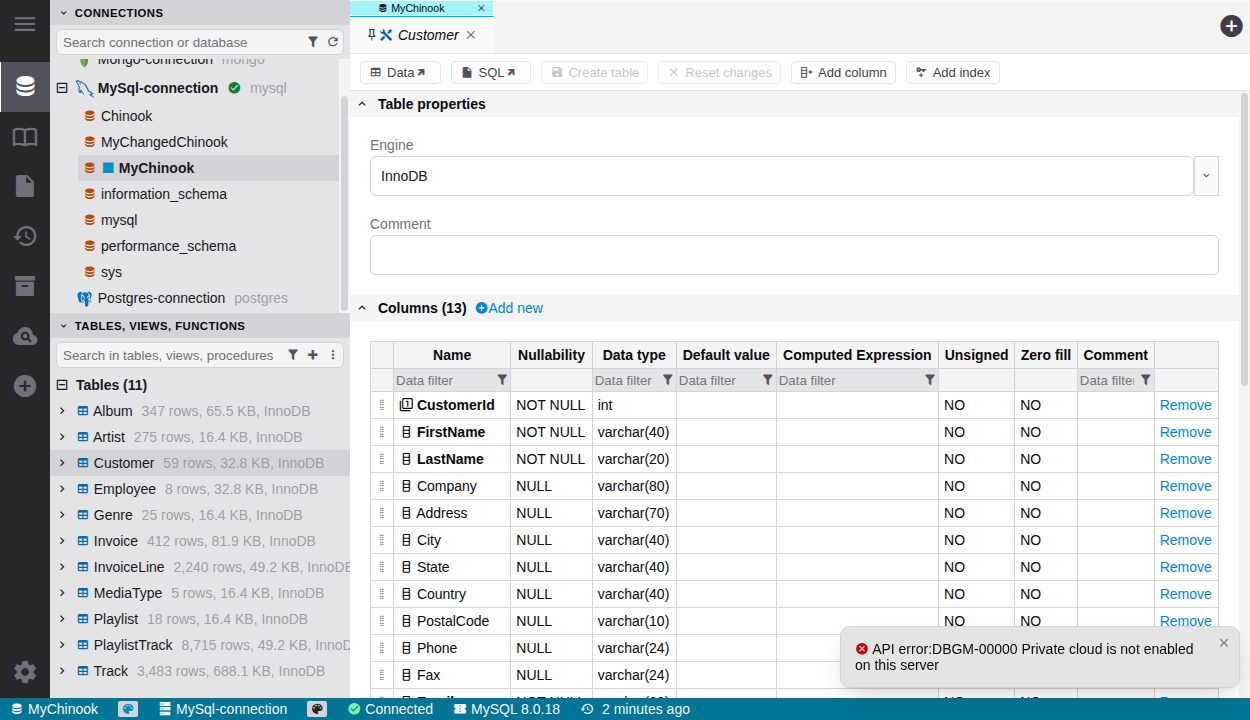 CONNECTIONS
Search connection or database
Mongo-connection mongo
MySql-connection mysql
Chinook
MyChangedChinook
MyChinook
information_schema
mysql
performance_schema
sys
Postgres-connection postgres
TABLES, VIEWS, FUNCTIONS
Search in tables, views, procedures
Tables (11)
Album 347 rows, 65.5 KB, InnoDB
Artist 275 rows, 16.4 KB, InnoDB
Customer 59 rows, 32.8 KB, InnoDB
Employee 8 rows, 32.8 KB, InnoDB
Genre 25 rows, 16.4 KB, InnoDB
Invoice 412 rows, 81.9 KB, InnoDB
InvoiceLine 2,240 rows, 49.2 KB, InnoDB
MediaType 5 rows, 16.4 KB, InnoDB
Playlist 18 rows, 16.4 KB, InnoDB
PlaylistTrack 8,715 rows, 49.2 KB, InnoD
Track 3,483 rows, 688.1 KB, InnoDB
MyChinook
Customer
Data SQL Create table Reset changes Add column Add index
Table properties
Engine
InnoDB
Comment
Columns (13) Add new
Name Nullability Data type Default value Computed Expression Unsigned Zero fill Comment
Data filter Data filter Data filter Data filter Data filter
CustomerId NOT NULL int NO NO Remove
FirstName NOT NULL varchar(40) NO NO Remove
LastName NOT NULL varchar(20) NO NO Remove
Company NULL varchar(80) NO NO Remove
Address NULL varchar(70) NO NO Remove
City NULL varchar(40) NO NO Remove
State NULL varchar(40) NO NO Remove
Country NULL varchar(40) NO NO Remove
PostalCode NULL varchar(10) NO NO Remove
Phone NULL varchar(24)
Fax NULL varchar(24)
API error:DBGM-00000 Private cloud is not enabled
on this server
MyChinook MySql-connection Connected MySQL 8.0.18 2 minutes ago